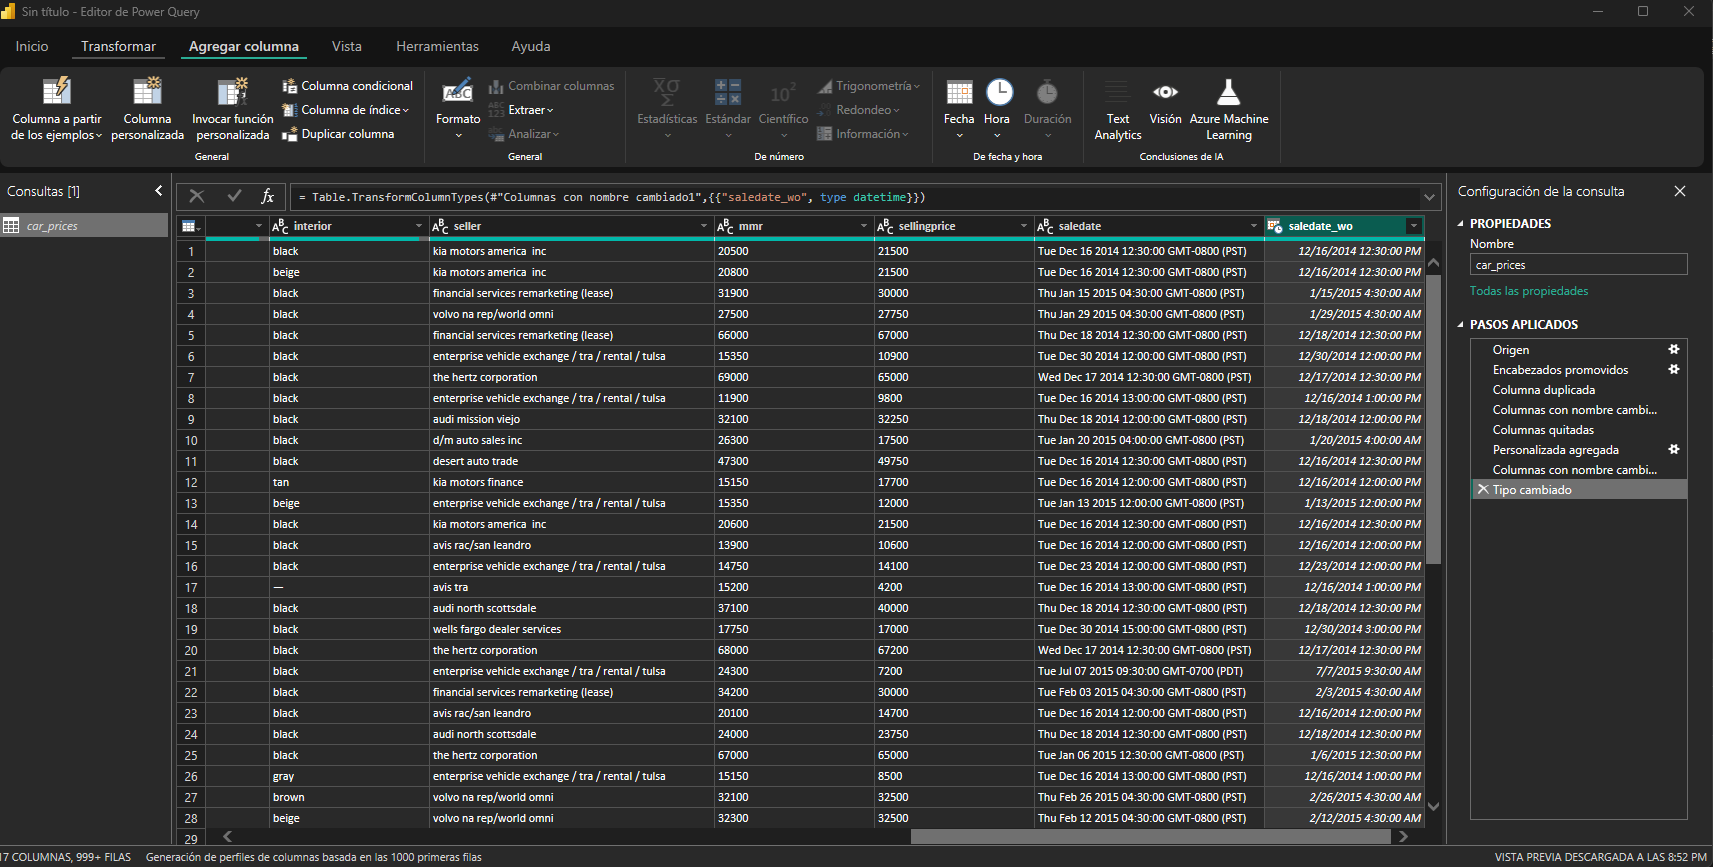 Sin título - Editor de Power Query
Inicio Transformar Agregar columna Vista Herramientas Ayuda
Columna a partir de los ejemplos
Columna personalizada
Invocar función personalizada
Columna condicional
Columna de índice
Duplicar columna
General
Formato
Combinar columnas
Extraer
Analizar
General
Estadísticas
Estándar
Científico
Trigonometría
Redondeo
Información
De número
Fecha
Hora
Duración
De fecha y hora
Text Analytics
Visión
Azure Machine Learning
Conclusiones de IA
Consultas [1]
car_prices
= Table.TransformColumnTypes(#"Columnas con nombre cambiado1",{{"saledate_wo", type datetime}})
interior seller mmr sellingprice saledate saledate_wo
1 black kia motors america inc 20500 21500 Tue Dec 16 2014 12:30:00 GMT-0800 (PST) 12/16/2014 12:30:00 PM
2 beige kia motors america inc 20800 21500 Tue Dec 16 2014 12:30:00 GMT-0800 (PST) 12/16/2014 12:30:00 PM
3 black financial services remarketing (lease) 31900 30000 Thu Jan 15 2015 04:30:00 GMT-0800 (PST) 1/15/2015 4:30:00 AM
4 black volvo na rep/world omni 27500 27750 Thu Jan 29 2015 04:30:00 GMT-0800 (PST) 1/29/2015 4:30:00 AM
5 black financial services remarketing (lease) 66000 67000 Thu Dec 18 2014 12:30:00 GMT-0800 (PST) 12/18/2014 12:30:00 PM
6 black enterprise vehicle exchange / tra / rental / tulsa 15350 10900 Tue Dec 30 2014 12:00:00 GMT-0800 (PST) 12/30/2014 12:00:00 PM
7 black the hertz corporation 69000 65000 Wed Dec 17 2014 12:30:00 GMT-0800 (PST) 12/17/2014 12:30:00 PM
8 black enterprise vehicle exchange / tra / rental / tulsa 11900 9800 Tue Dec 16 2014 13:00:00 GMT-0800 (PST) 12/16/2014 1:00:00 PM
9 black audi mission viejo 32100 32250 Thu Dec 18 2014 12:00:00 GMT-0800 (PST) 12/18/2014 12:00:00 PM
10 black d/m auto sales inc 26300 17500 Tue Jan 20 2015 04:00:00 GMT-0800 (PST) 1/20/2015 4:00:00 AM
11 black desert auto trade 47300 49750 Tue Dec 16 2014 12:30:00 GMT-0800 (PST) 12/16/2014 12:30:00 PM
12 tan kia motors finance 15150 17700 Tue Dec 16 2014 12:00:00 GMT-0800 (PST) 12/16/2014 12:00:00 PM
13 beige enterprise vehicle exchange / tra / rental / tulsa 15350 12000 Tue Jan 13 2015 12:00:00 GMT-0800 (PST) 1/13/2015 12:00:00 PM
14 black kia motors america inc 20600 21500 Tue Dec 16 2014 12:30:00 GMT-0800 (PST) 12/16/2014 12:30:00 PM
15 black avis rac/san leandro 13900 10600 Tue Dec 16 2014 12:00:00 GMT-0800 (PST) 12/16/2014 12:00:00 PM
16 black enterprise vehicle exchange / tra / rental / tulsa 14750 14100 Tue Dec 23 2014 12:00:00 GMT-0800 (PST) 12/23/2014 12:00:00 PM
17 — avis tra 15200 4200 Tue Dec 16 2014 13:00:00 GMT-0800 (PST) 12/16/2014 1:00:00 PM
18 black audi north scottsdale 37100 40000 Thu Dec 18 2014 12:30:00 GMT-0800 (PST) 12/18/2014 12:30:00 PM
19 black wells fargo dealer services 17750 17000 Tue Dec 30 2014 15:00:00 GMT-0800 (PST) 12/30/2014 3:00:00 PM
20 black the hertz corporation 68000 67200 Wed Dec 17 2014 12:30:00 GMT-0800 (PST) 12/17/2014 12:30:00 PM
21 black enterprise vehicle exchange / tra / rental / tulsa 24300 7200 Tue Jul 07 2015 09:30:00 GMT-0700 (PDT) 7/7/2015 9:30:00 AM
22 black financial services remarketing (lease) 34200 30000 Tue Feb 03 2015 04:30:00 GMT-0800 (PST) 2/3/2015 4:30:00 AM
23 black avis rac/san leandro 20100 14700 Tue Dec 16 2014 12:00:00 GMT-0800 (PST) 12/16/2014 12:00:00 PM
24 black audi north scottsdale 24000 23750 Thu Dec 18 2014 12:30:00 GMT-0800 (PST) 12/18/2014 12:30:00 PM
25 black the hertz corporation 67000 65000 Tue Jan 06 2015 12:30:00 GMT-0800 (PST) 1/6/2015 12:30:00 PM
26 gray enterprise vehicle exchange / tra / rental / tulsa 15150 8500 Tue Dec 16 2014 13:00:00 GMT-0800 (PST) 12/16/2014 1:00:00 PM
27 brown volvo na rep/world omni 32100 32500 Thu Feb 26 2015 04:30:00 GMT-0800 (PST) 2/26/2015 4:30:00 AM
28 beige volvo na rep/world omni 32300 32500 Thu Feb 12 2015 04:30:00 GMT-0800 (PST) 2/12/2015 4:30:00 AM
29
Configuración de la consulta
PROPIEDADES
Nombre
car_prices
Todas las propiedades
PASOS APLICADOS
Origen
Encabezados promovidos
Columna duplicada
Columnas con nombre cambi...
Columnas quitadas
Personalizada agregada
Columnas con nombre cambi...
Tipo cambiado
17 COLUMNAS, 999+ FILAS Generación de perfiles de columnas basada en las 1000 primeras filas
VISTA PREVIA DESCARGADA A LAS 8:52 PM